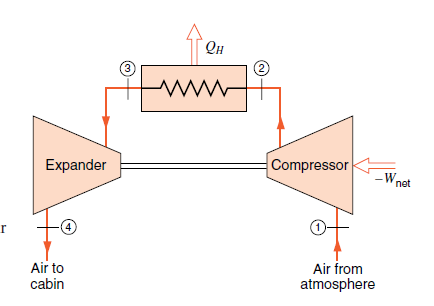 Q_H
3
2
Expander
Compressor
−W_net
r
4
1
Air to
cabin
Air from
atmosphere